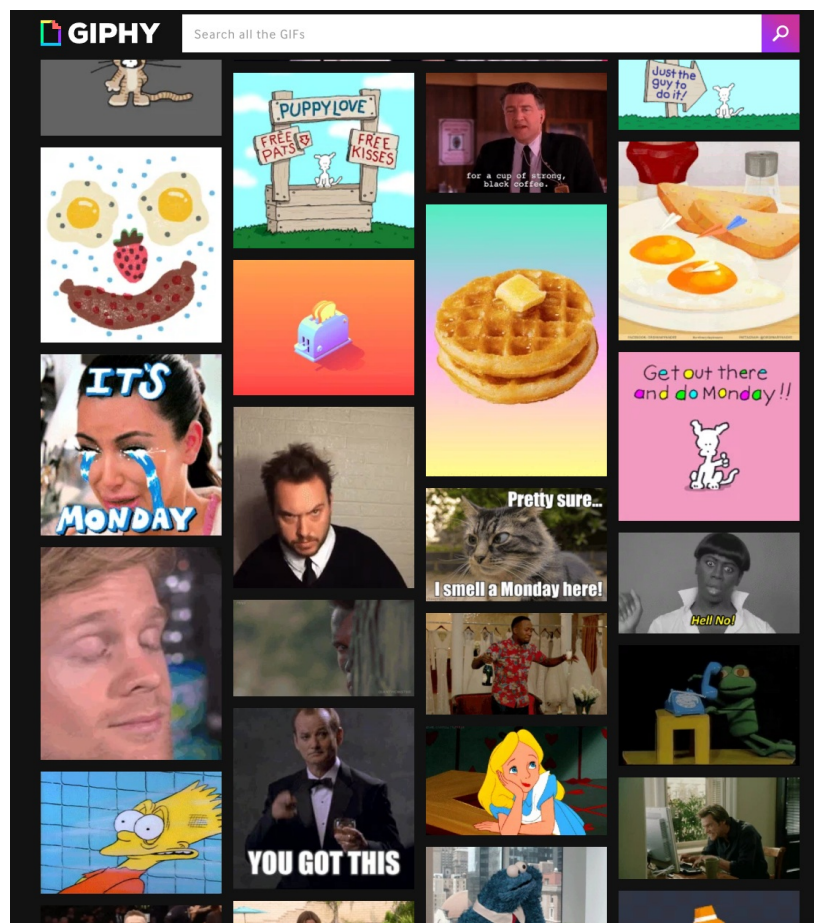 GIPHY
Search all the GIFs
PUPPY LOVE
FREE
PATS
FREE
KISSES
for a cup of strong,
black coffee.
Just the
guy to
do it!
IT'S
MONDAY
Get out there
and do Monday!!
Pretty sure...
I smell a Monday here!
Hell No!
YOU GOT THIS